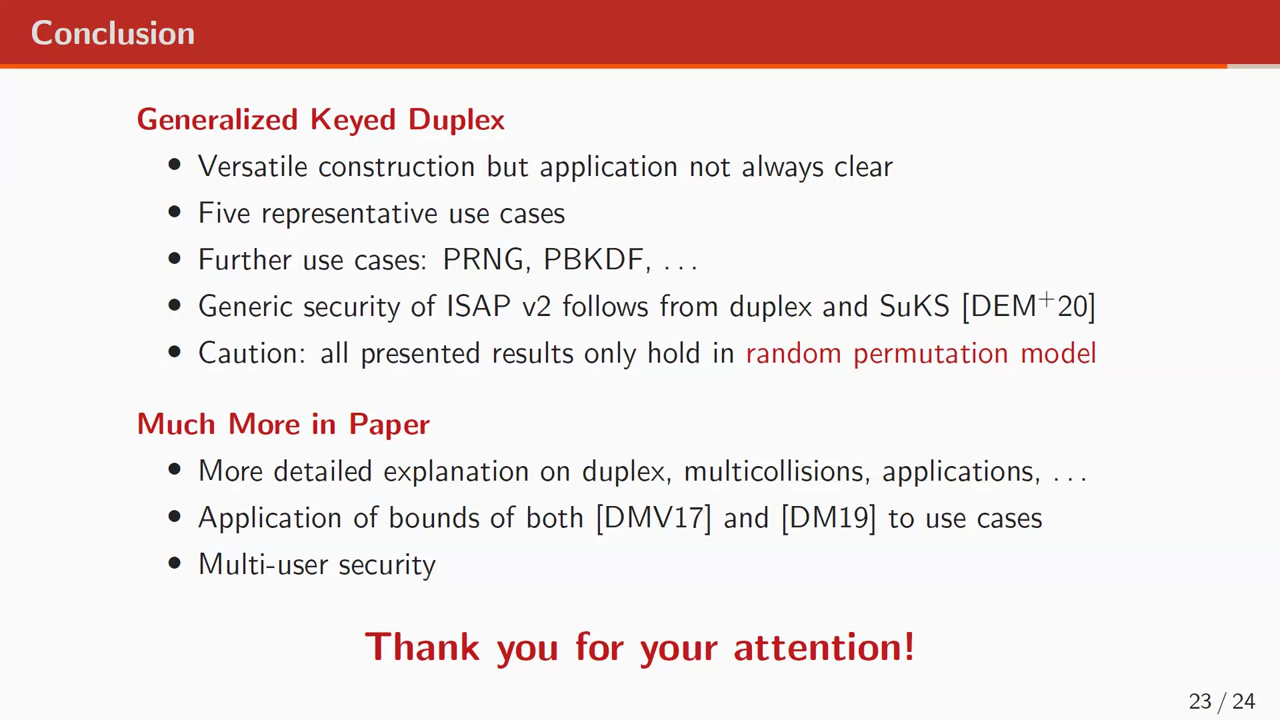 Conclusion
Generalized Keyed Duplex
• Versatile construction but application not always clear
• Five representative use cases
• Further use cases: PRNG, PBKDF, . . .
• Generic security of ISAP v2 follows from duplex and SuKS [DEM+20]
• Caution: all presented results only hold in random permutation model
Much More in Paper
• More detailed explanation on duplex, multicollisions, applications, . . .
• Application of bounds of both [DMV17] and [DM19] to use cases
• Multi-user security
Thank you for your attention!
23 / 24